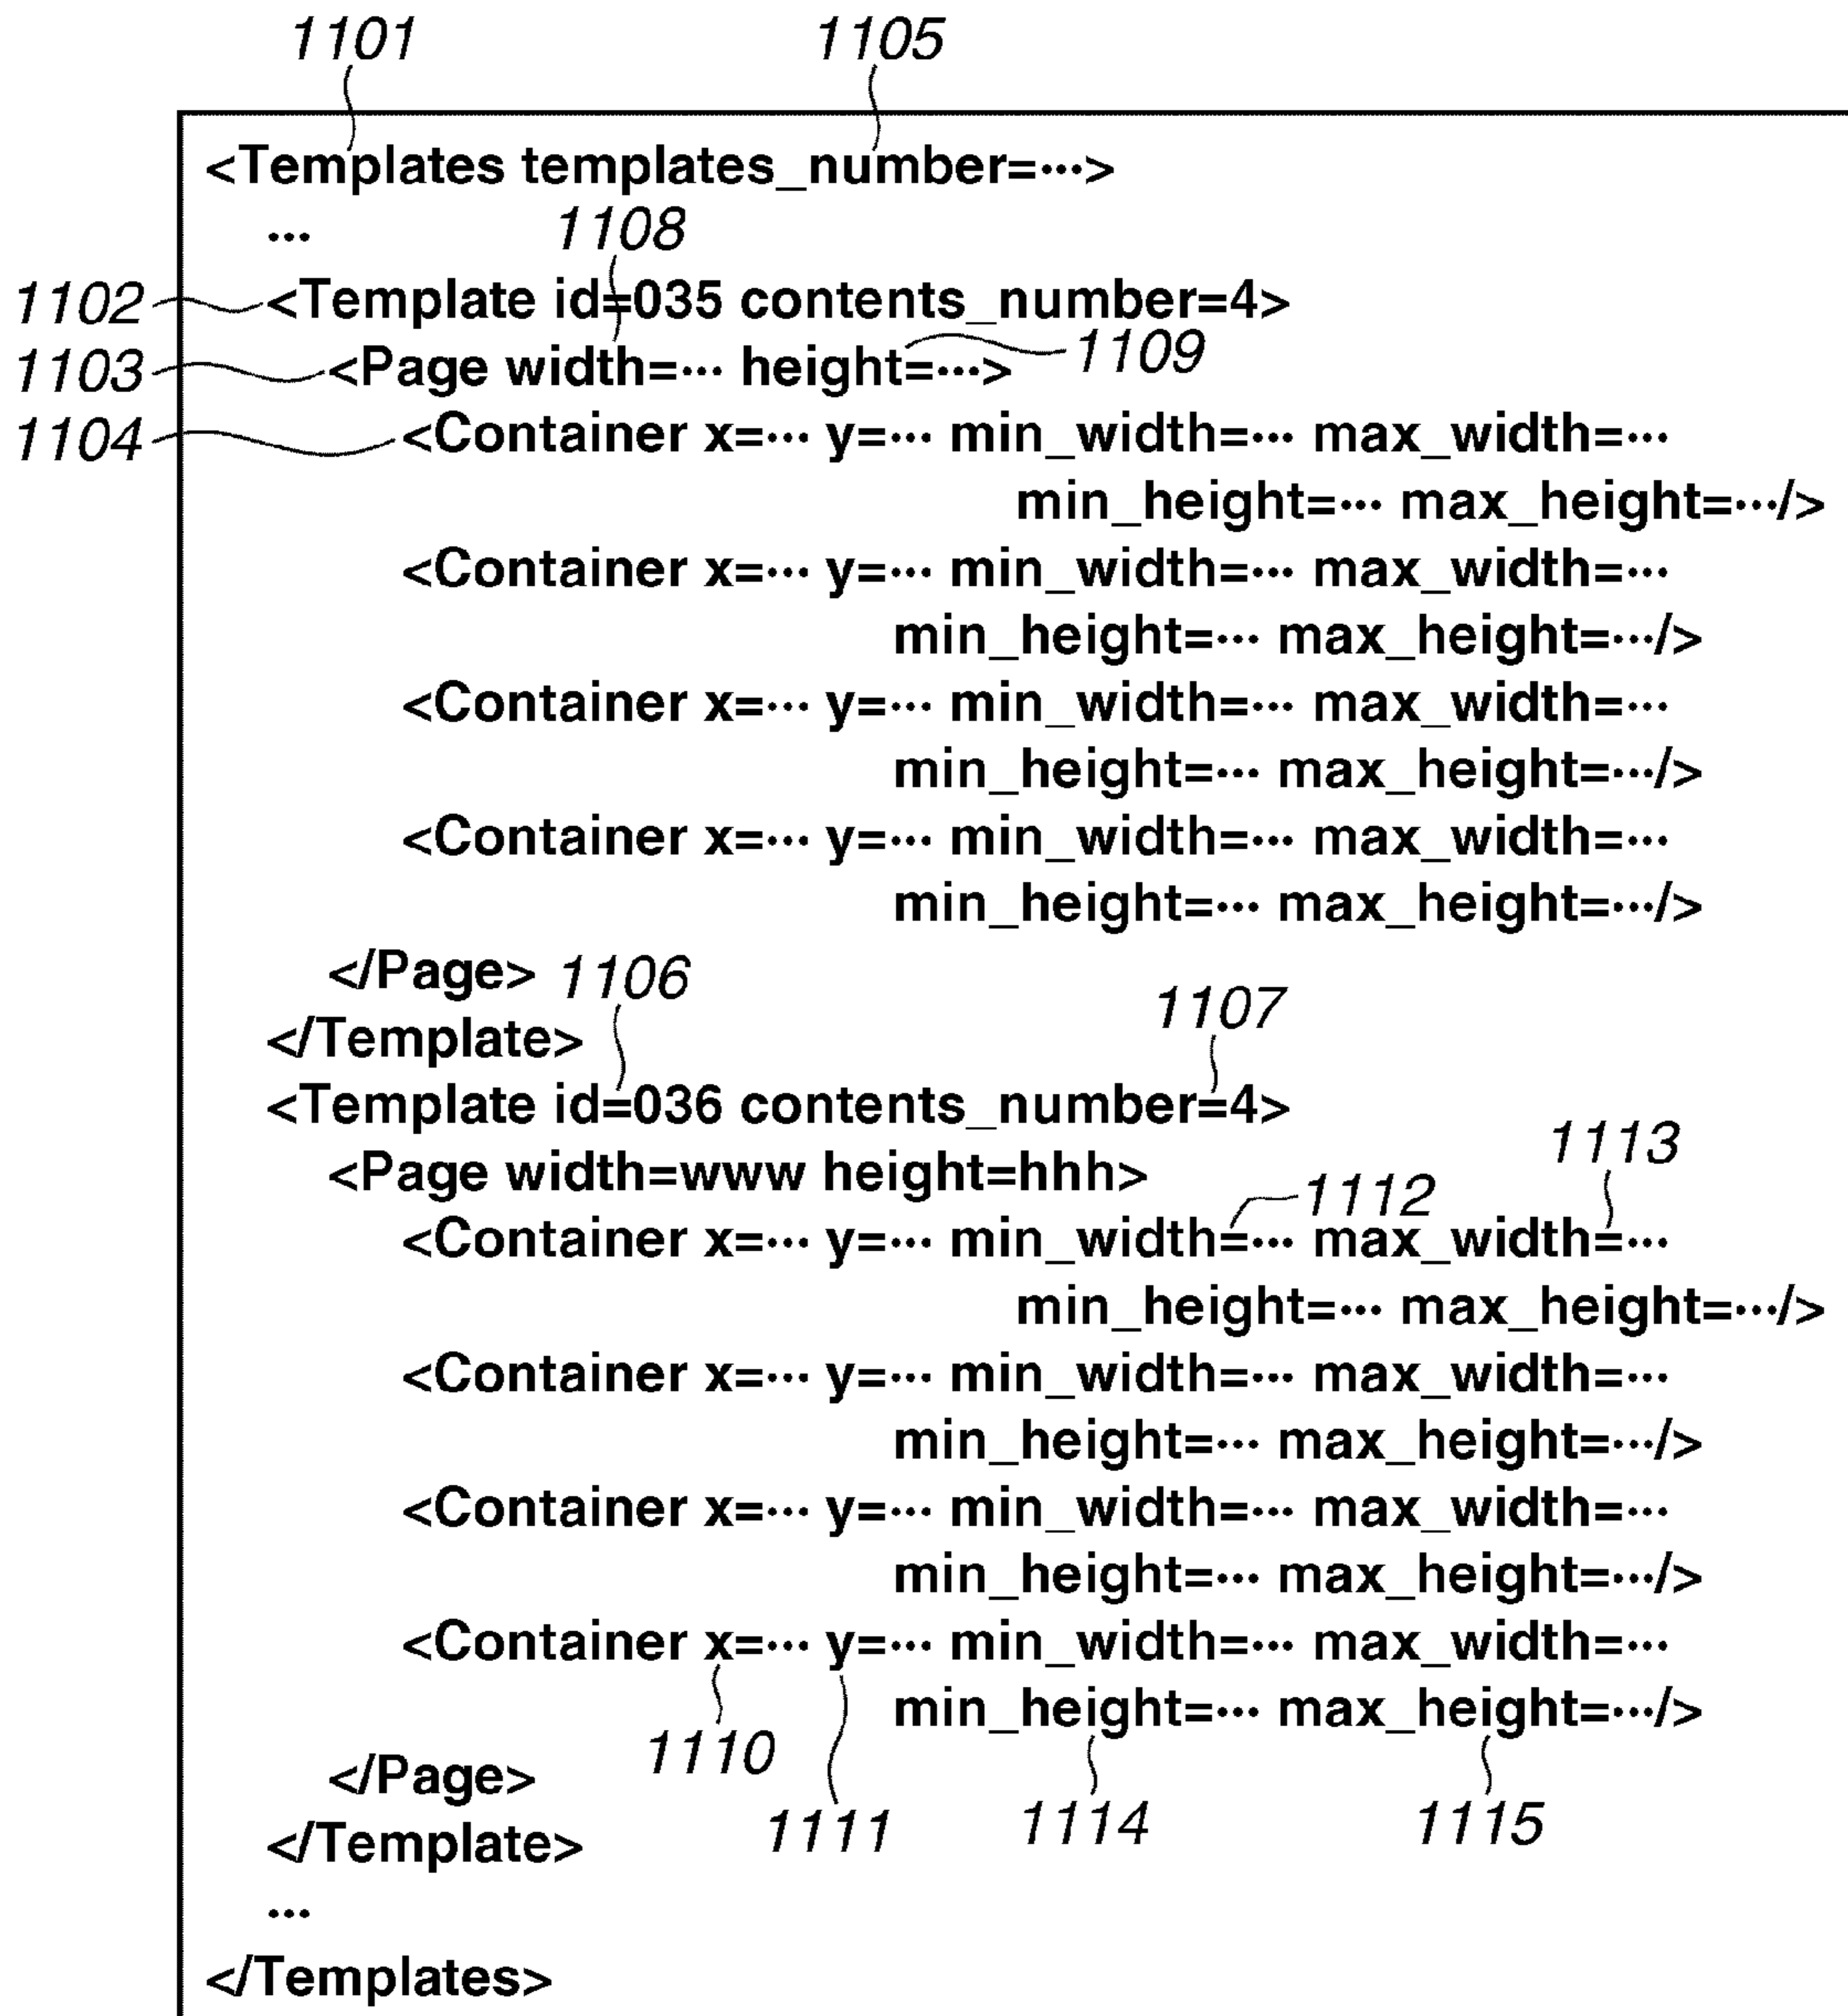 1101 1105
<Templates templates_number=...>
... 1108
1102 <Template id=035 contents_number=4>
1103 <Page width=... height=...> 1109
1104 <Container x=... y=... min_width=... max_width=...
min_height=... max_height=.../>
<Container x=... y=... min_width=... max_width=...
min_height=... max_height=.../>
<Container x=... y=... min_width=... max_width=...
min_height=... max_height=.../>
<Container x=... y=... min_width=... max_width=...
min_height=... max_height=.../>
</Page> 1106
</Template> 1107
<Template id=036 contents_number=4>
<Page width=www height=hhh> 1112 1113
<Container x=... y=... min_width=... max_width=...
min_height=... max_height=.../>
<Container x=... y=... min_width=... max_width=...
min_height=... max_height=.../>
<Container x=... y=... min_width=... max_width=...
min_height=... max_height=.../>
<Container x=... y=... min_width=... max_width=...
min_height=... max_height=.../>
</Page> 1110
</Template> 1111 1114 1115
...
</Templates>